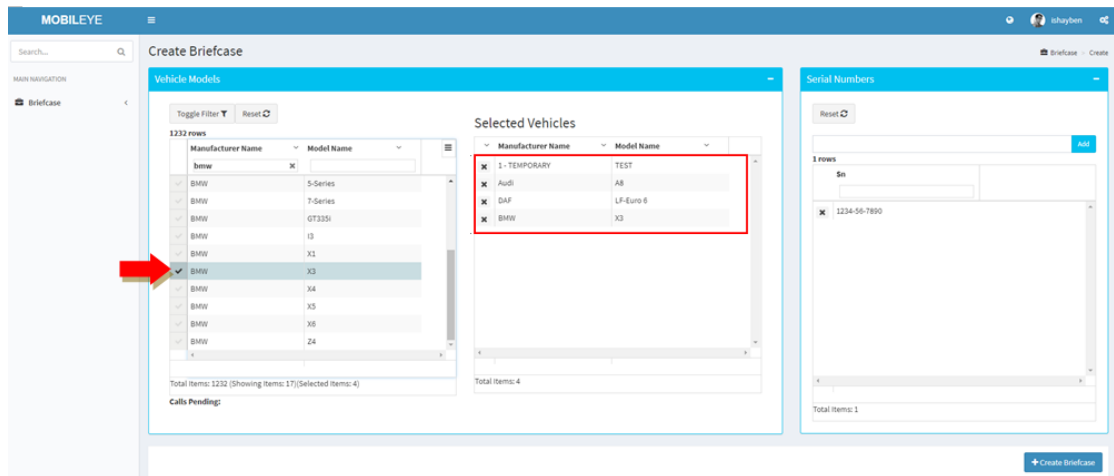 MOBILEYE
ishayben
Search...
Create Briefcase
Briefcase
Create
MAIN NAVIGATION
Briefcase
Vehicle Models
Toggle Filter
Reset
1232 rows
Manufacturer Name
Model Name
bmw
BMW 5-Series
BMW 7-Series
BMW GT335i
BMW I3
BMW X1
BMW X3
BMW X4
BMW X5
BMW X6
BMW Z4
Total Items: 1232 (Showing Items: 17)(Selected Items: 4)
Calls Pending:
Selected Vehicles
Manufacturer Name
Model Name
1 - TEMPORARY TEST
Audi A8
DAF LF-Euro 6
BMW X3
Total Items: 4
Serial Numbers
Reset
Add
1 rows
Sn
1234-56-7890
Total Items: 1
Create Briefcase